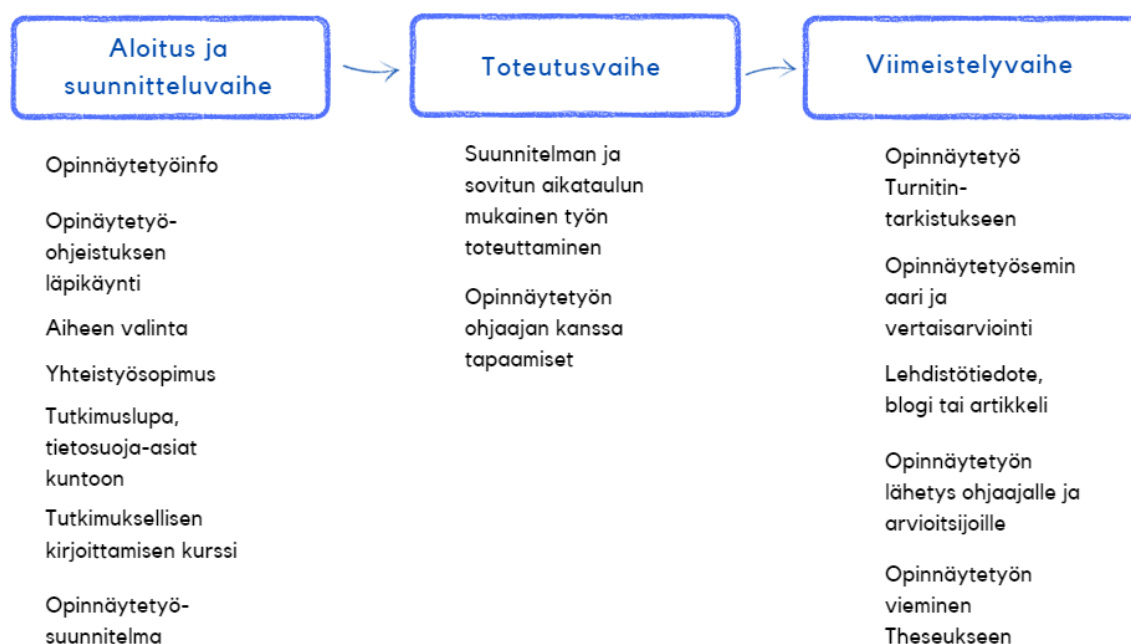 Aloitus ja
suunnitteluvaihe
Opinnäytetyöinfo
Opinäytetyö-
ohjeistuksen
läpikäynti
Aiheen valinta
Yhteistyösopimus
Tutkimuslupa,
tietosuoja-asiat
kuntoon
Tutkimuksellisen
kirjoittamisen kurssi
Opinnäytetyö-
suunnitelma
Toteutusvaihe
Suunnitelman ja
sovitun aikataulun
mukainen työn
toteuttaminen
Opinnäytetyön
ohjaajan kanssa
tapaamiset
Viimeistelyvaihe
Opinnäytetyö
Turnitin-
tarkistukseen
Opinnäytetyösemin
aari ja
vertaisarviointi
Lehdistötiedote,
blogi tai artikkeli
Opinnäytetyön
lähetys ohjaajalle ja
arvioitsijoille
Opinnäytetyön
vieminen
Theseukseen